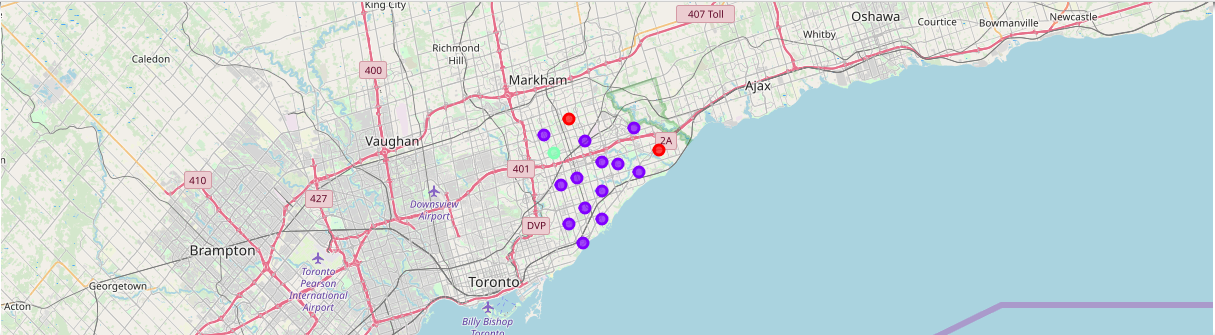 King City
407 Toll
Oshawa
Courtice
Bowmanville
Newcastle
Whitby
Richmond
Hill
Caledon
400
Markham
Ajax
Vaughan
2A
401
410
427
Downsview
Airport
DVP
Brampton
Toronto
Pearson
International
Airport
Georgetown
Toronto
Acton
Billy Bishop
Toronto